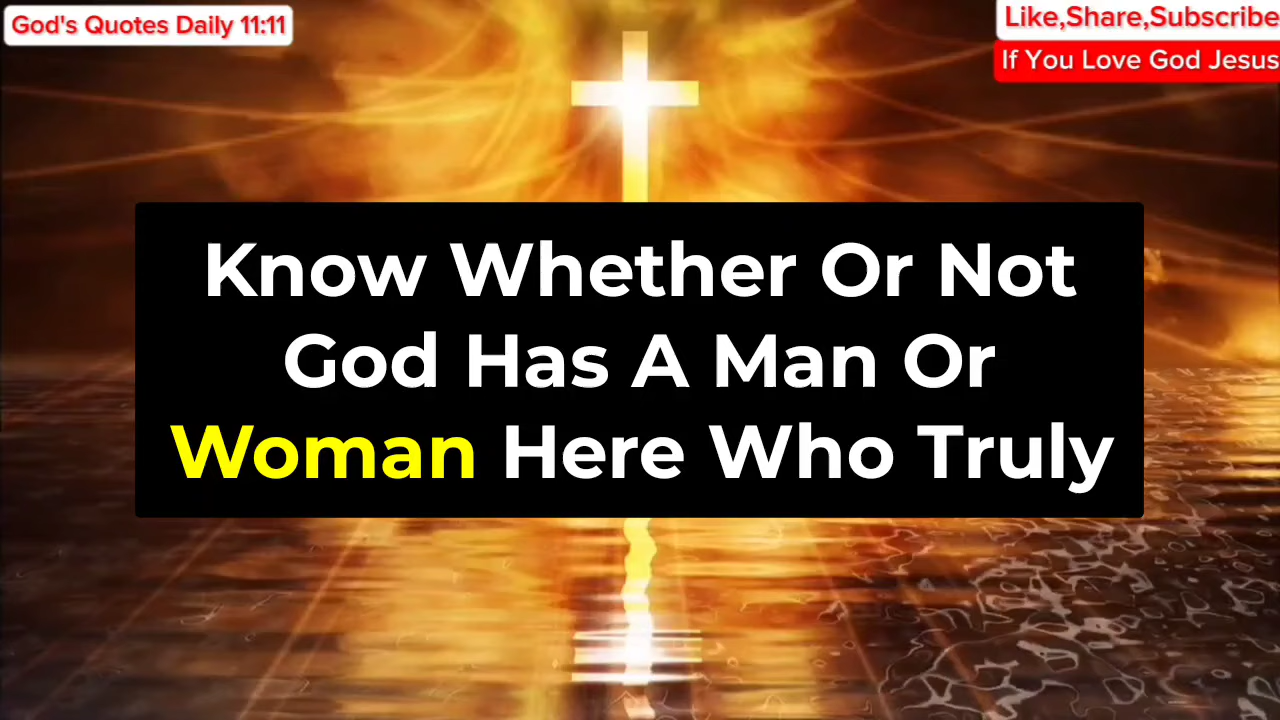 God's Quotes Daily 11:11
Like,Share,Subscribe
If You Love God Jesus
Know Whether Or Not
God Has A Man Or
Woman Here Who Truly